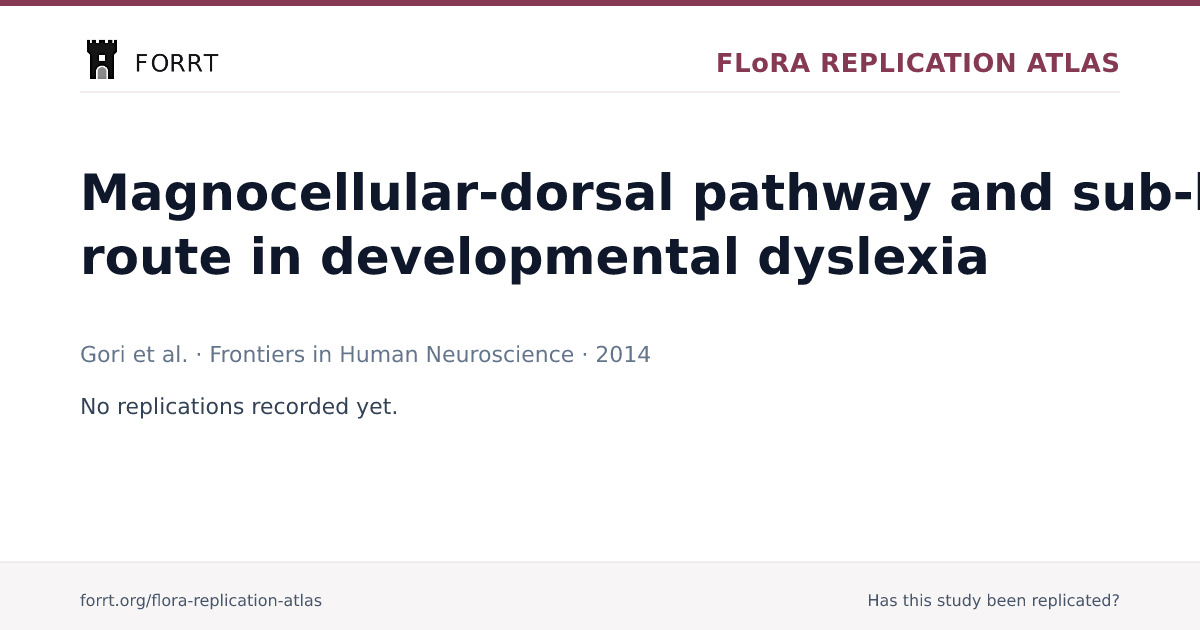 FORRT
FLoRA REPLICATION ATLAS
Magnocellular-dorsal pathway and sub-
route in developmental dyslexia
Gori et al. · Frontiers in Human Neuroscience · 2014
No replications recorded yet.
forrt.org/flora-replication-atlas
Has this study been replicated?